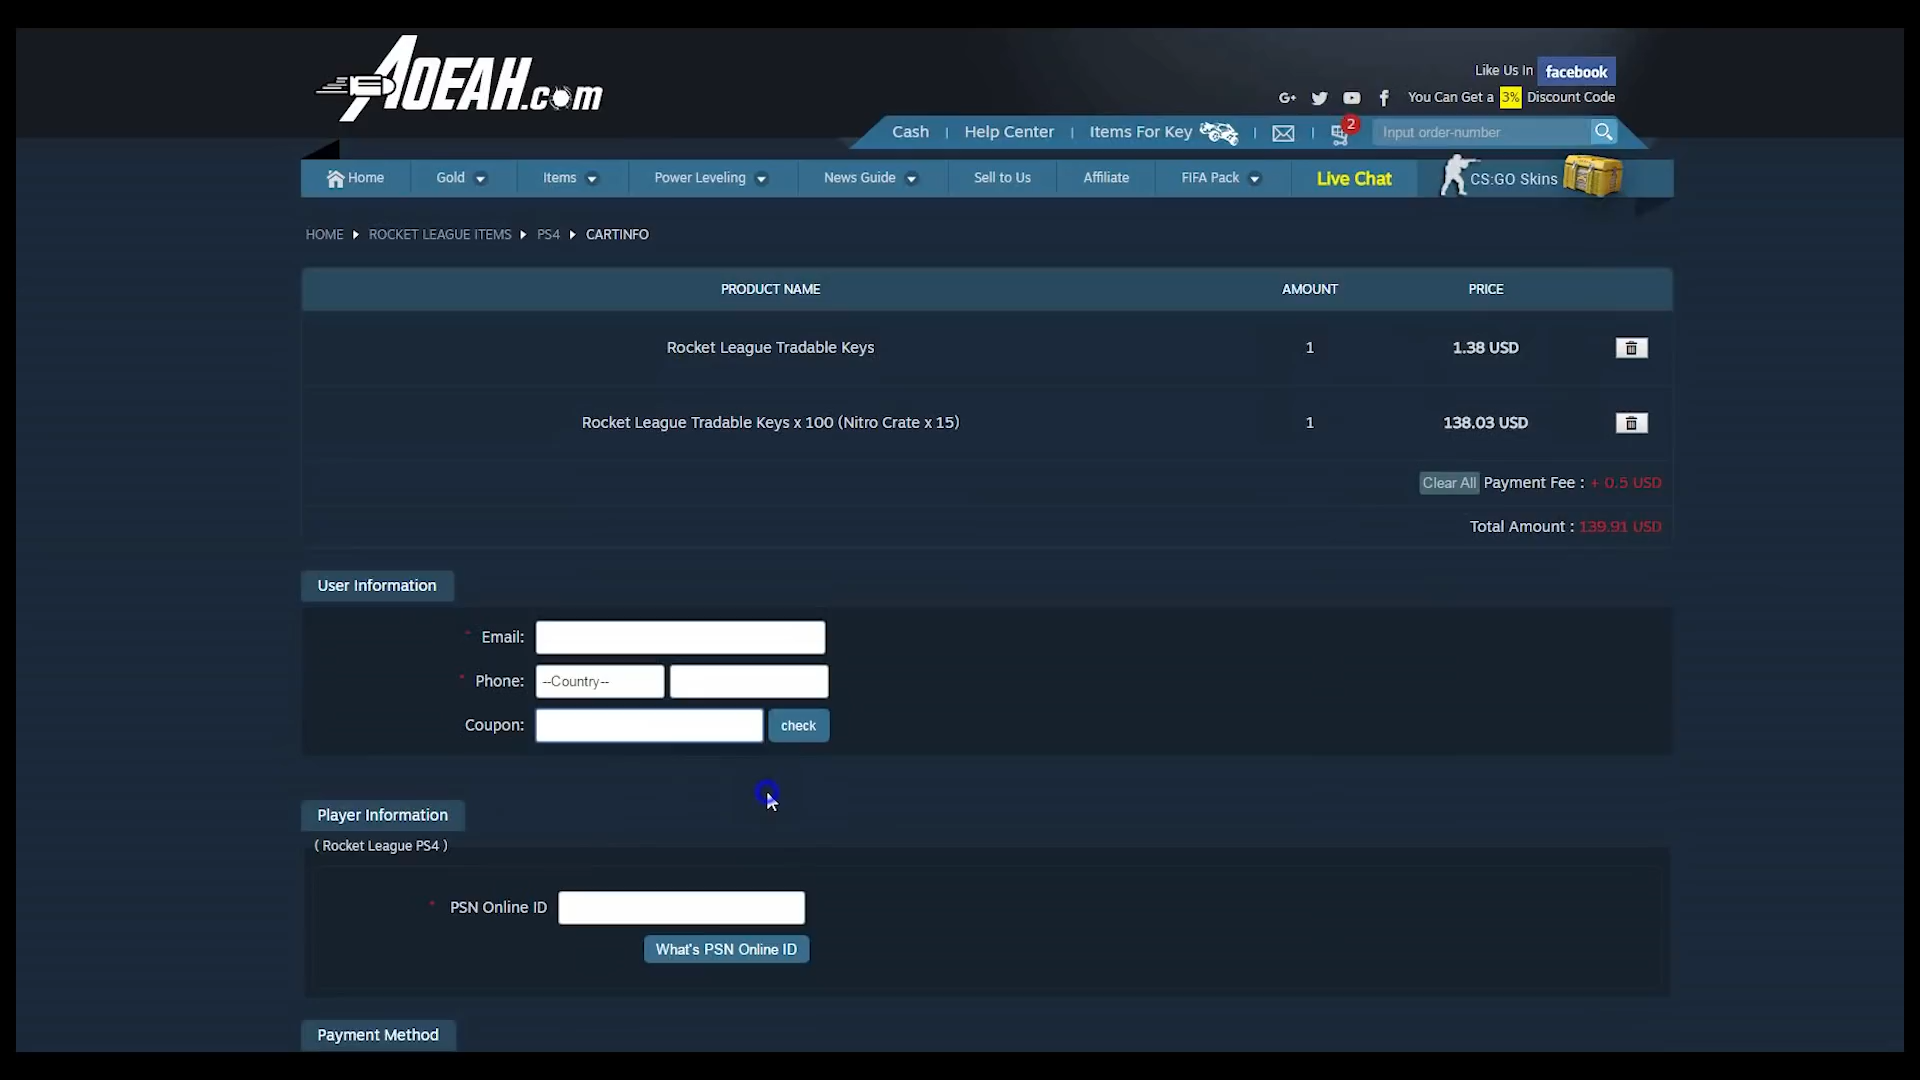 AOEAH.com
Like Us In facebook
You Can Get a 3% Discount Code
Cash | Help Center | Items For Key | | 2 Input order-number
Home Gold Items Power Leveling News Guide Sell to Us Affiliate FIFA Pack Live Chat CS:GO Skins
HOME ROCKET LEAGUE ITEMS PS4 CARTINFO
PRODUCT NAME AMOUNT PRICE
Rocket League Tradable Keys 1 1.38 USD
Rocket League Tradable Keys x 100 (Nitro Crate x 15) 1 138.03 USD
Clear All Payment Fee : + 0.5 USD
Total Amount : 139.91 USD
User Information
* Email:
* Phone: --Country--
Coupon: check
Player Information
( Rocket League PS4 )
* PSN Online ID
What's PSN Online ID
Payment Method